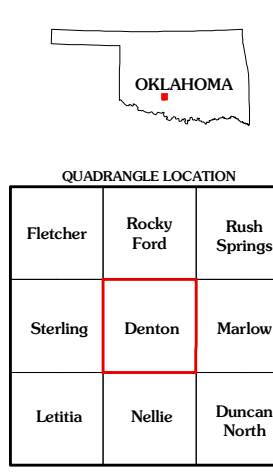 OKLAHOMA
QUADRANGLE LOCATION
Fletcher
Rocky
Ford
Rush
Springs
Sterling
Denton
Marlow
Letitia
Nellie
Duncan
North